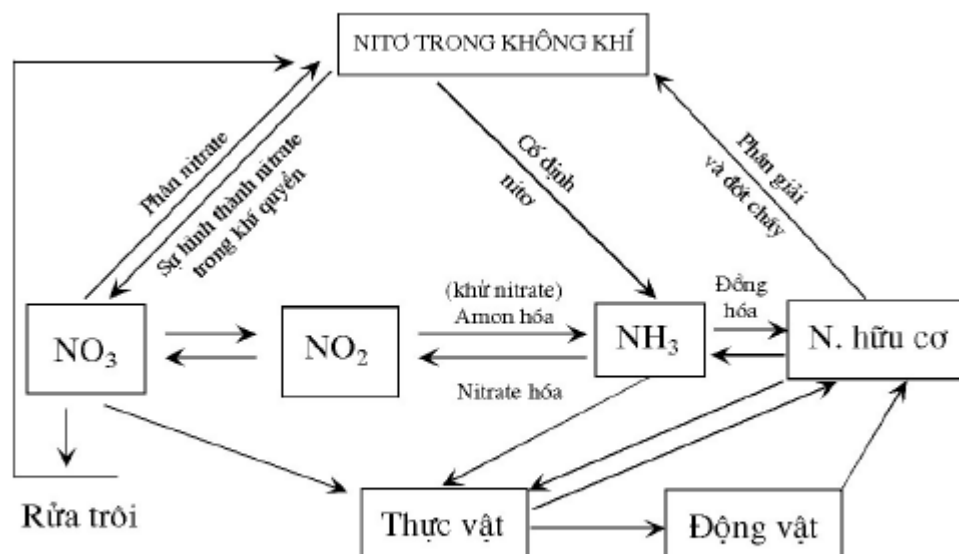 NITƠ TRONG KHÔNG KHÍ
Phân nitrate
Sự hình thành nitrate
trong khí quyển
Cố định
nitơ
Phân giải
và đốt cháy
NO3
NO2
(khử nitrate)
Amon hóa
Nitrate hóa
NH3
Đồng
hóa
N. hữu cơ
Rửa trôi
Thực vật
Động vật